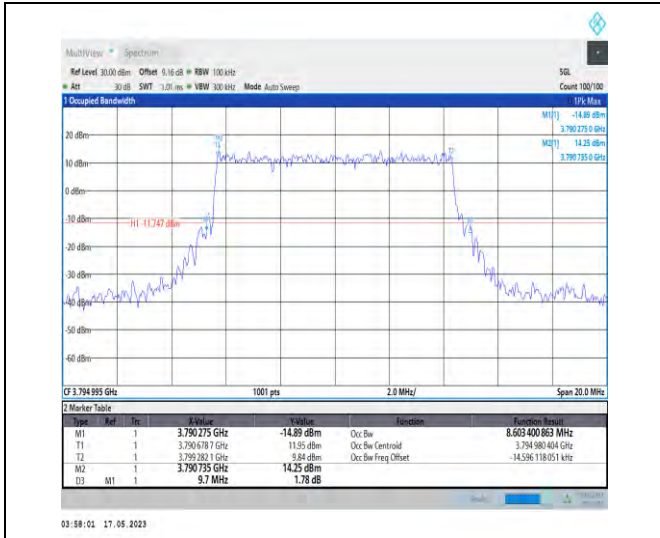 MultiView Spectrum
Ref Level 30.00 dBm Offset 9.16 dB RBW 100 kHz SGL
Att 30 dB SWT 1.01 ms VBW 300 kHz Mode Auto Sweep Count 100/100
1 Occupied Bandwidth 1Pk Max
M1[1] -14.89 dBm
3.790 275 0 GHz
M2[1] 14.25 dBm
3.790 735 0 GHz
20 dBm
10 dBm
0 dBm
-10 dBm
H1 -11.747 dBm
-20 dBm
-30 dBm
-40 dBm
-50 dBm
-60 dBm
CF 3.794 995 GHz 1001 pts 2.0 MHz/ Span 20.0 MHz
2 Marker Table
Type Ref Trc X-Value Y-Value Function Function Result
M1 1 3.790 275 GHz -14.89 dBm Occ Bw 8.603 400 863 MHz
T1 1 3.790 678 7 GHz 11.95 dBm Occ Bw Centroid 3.794 980 404 GHz
T2 1 3.799 282 1 GHz 9.84 dBm Occ Bw Freq Offset -14.596 118 051 kHz
M2 1 3.790 735 GHz 14.25 dBm
D3 M1 1 9.7 MHz 1.78 dB
03:58:01 17.05.2023